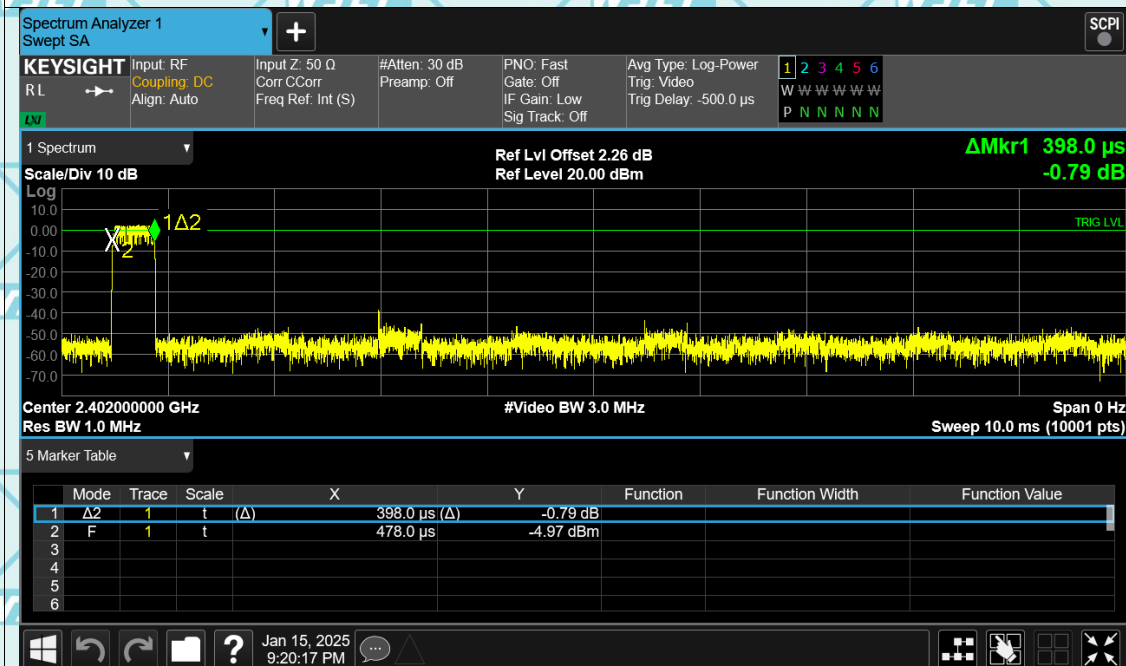 Spectrum Analyzer 1
Swept SA
+
SCPI
KEYSIGHT
R L
LXI
Input: RF
Coupling: DC
Align: Auto
Input Z: 50 Ω
Corr CCorr
Freq Ref: Int (S)
#Atten: 30 dB
Preamp: Off
PNO: Fast
Gate: Off
IF Gain: Low
Sig Track: Off
Avg Type: Log-Power
Trig: Video
Trig Delay: -500.0 µs
1 2 3 4 5 6
W W W W W W
P N N N N N
1 Spectrum
Scale/Div 10 dB
Ref Lvl Offset 2.26 dB
Ref Level 20.00 dBm
ΔMkr1 398.0 µs
-0.79 dB
Log
10.0
0.00
-10.0
-20.0
-30.0
-40.0
-50.0
-60.0
-70.0
1Δ2
2
TRIG LVL
Center 2.402000000 GHz
#Video BW 3.0 MHz
Span 0 Hz
Res BW 1.0 MHz
Sweep 10.0 ms (10001 pts)
5 Marker Table
Mode Trace Scale X Y Function Function Width Function Value
1 Δ2 1 t (Δ) 398.0 µs (Δ) -0.79 dB
2 F 1 t 478.0 µs -4.97 dBm
3
4
5
6
?
Jan 15, 2025
9:20:17 PM